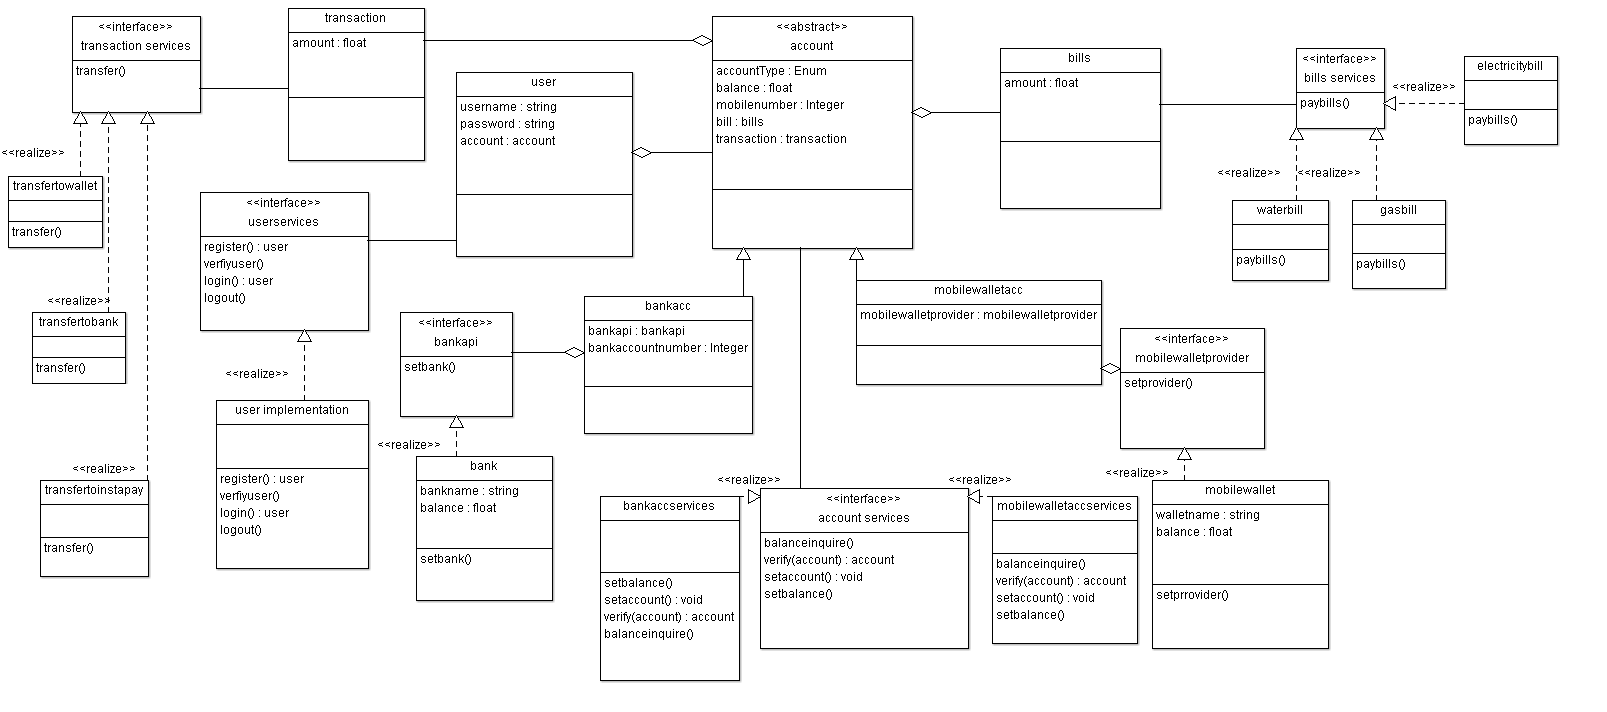 <<interface>>
transaction services
transfer()
transaction
amount : float
<<abstract>>
account
accountType : Enum
balance : float
mobilenumber : Integer
bill : bills
transaction : transaction
user
username : string
password : string
account : account
bills
amount : float
<<interface>>
bills services
paybills()
<<realize>>
electricitybill
paybills()
<<realize>>
<<realize>>
<<realize>>
transfertowallet
transfer()
<<interface>>
userservices
register() : user
verfiyuser()
login() : user
logout()
waterbill
paybills()
gasbill
paybills()
<<realize>>
transfertobank
transfer()
<<interface>>
bankapi
setbank()
bankacc
bankapi : bankapi
bankaccountnumber : Integer
mobilewalletacc
mobilewalletprovider : mobilewalletprovider
<<interface>>
mobilewalletprovider
setprovider()
<<realize>>
user implementation
register() : user
verfiyuser()
login() : user
logout()
<<realize>>
bank
bankname : string
balance : float
setbank()
<<realize>>
transfertoinstapay
transfer()
<<realize>>
bankaccservices
setbalance()
setaccount() : void
verify(account) : account
balanceinquire()
<<interface>>
account services
balanceinquire()
verify(account) : account
setaccount() : void
setbalance()
<<realize>>
mobilewalletaccservices
balanceinquire()
verify(account) : account
setaccount() : void
setbalance()
<<realize>>
mobilewallet
walletname : string
balance : float
setprrovider()